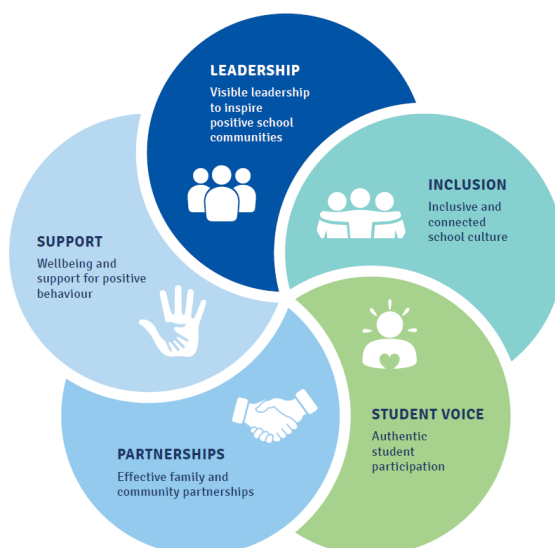 LEADERSHIP
Visible leadership
to inspire
positive school
communities
INCLUSION
Inclusive and
connected
school culture
STUDENT VOICE
Authentic
student
participation
PARTNERSHIPS
Effective family and
community partnerships
SUPPORT
Wellbeing and
support for positive
behaviour